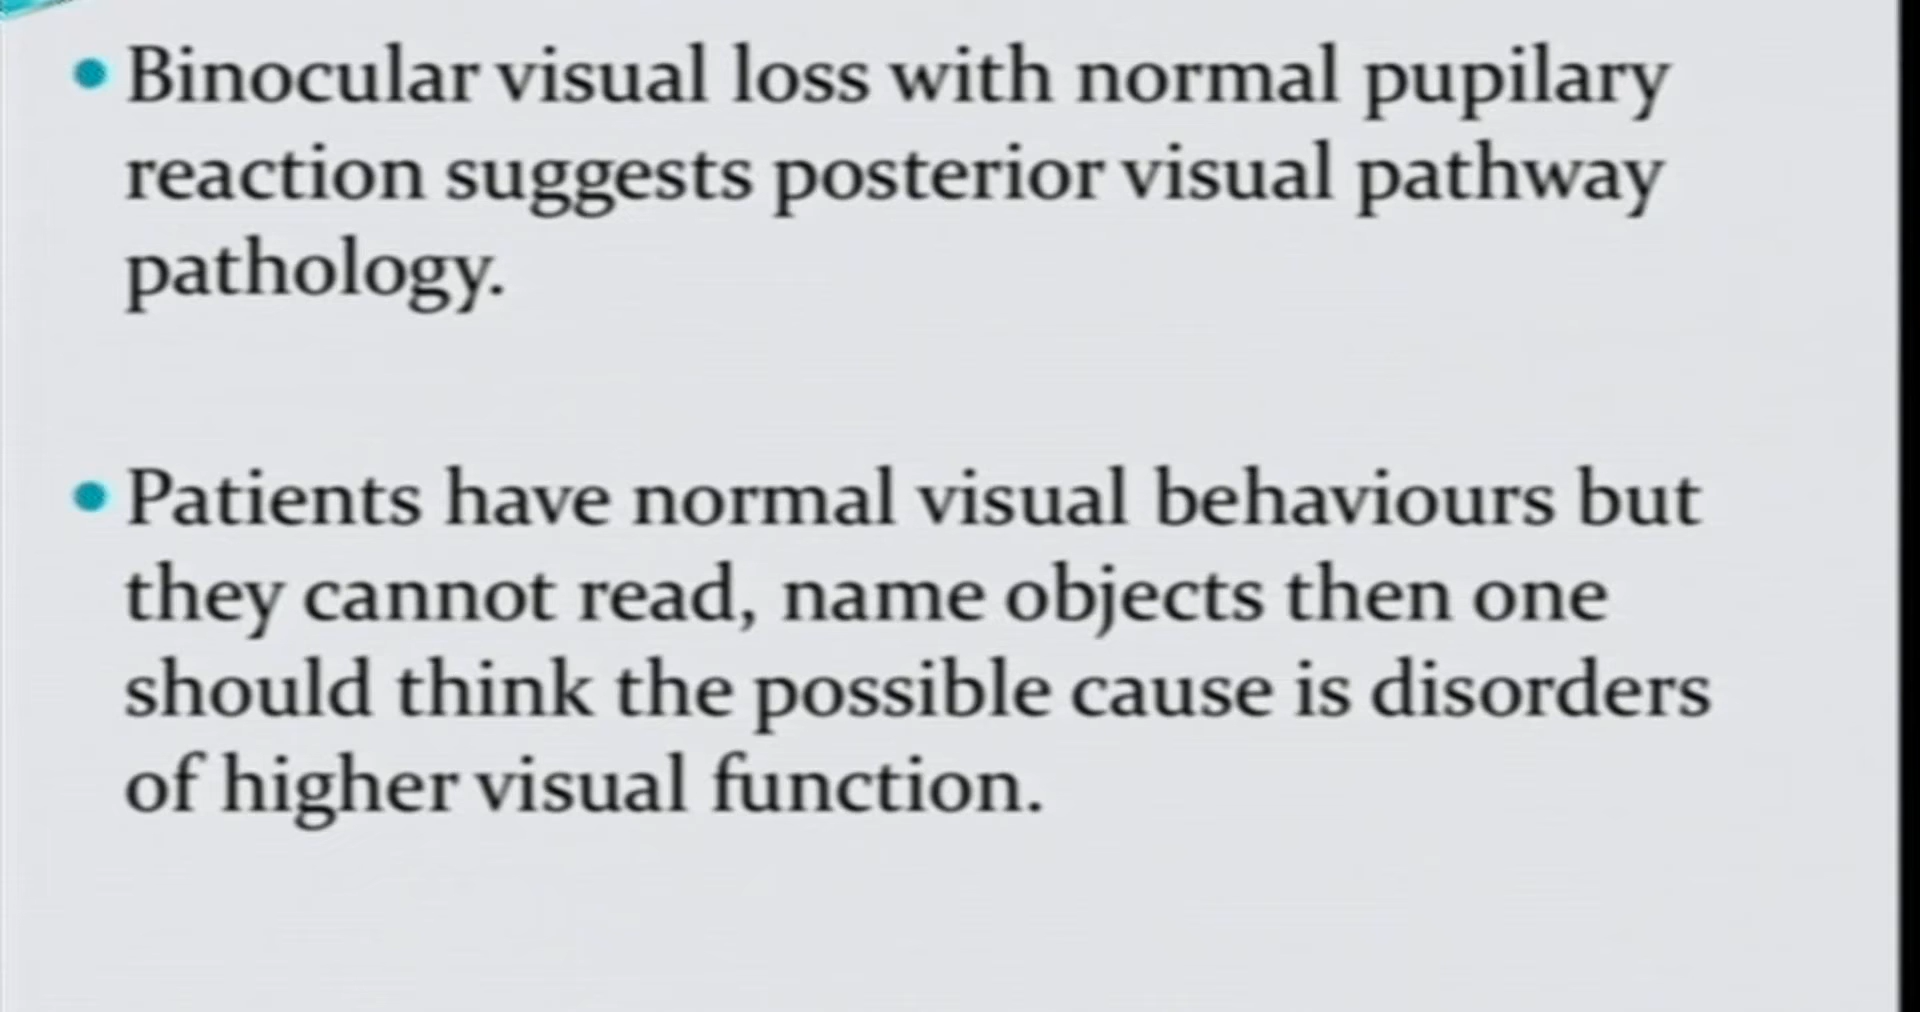 • Binocular visual loss with normal pupilary
reaction suggests posterior visual pathway
pathology.
• Patients have normal visual behaviours but
they cannot read, name objects then one
should think the possible cause is disorders
of higher visual function.